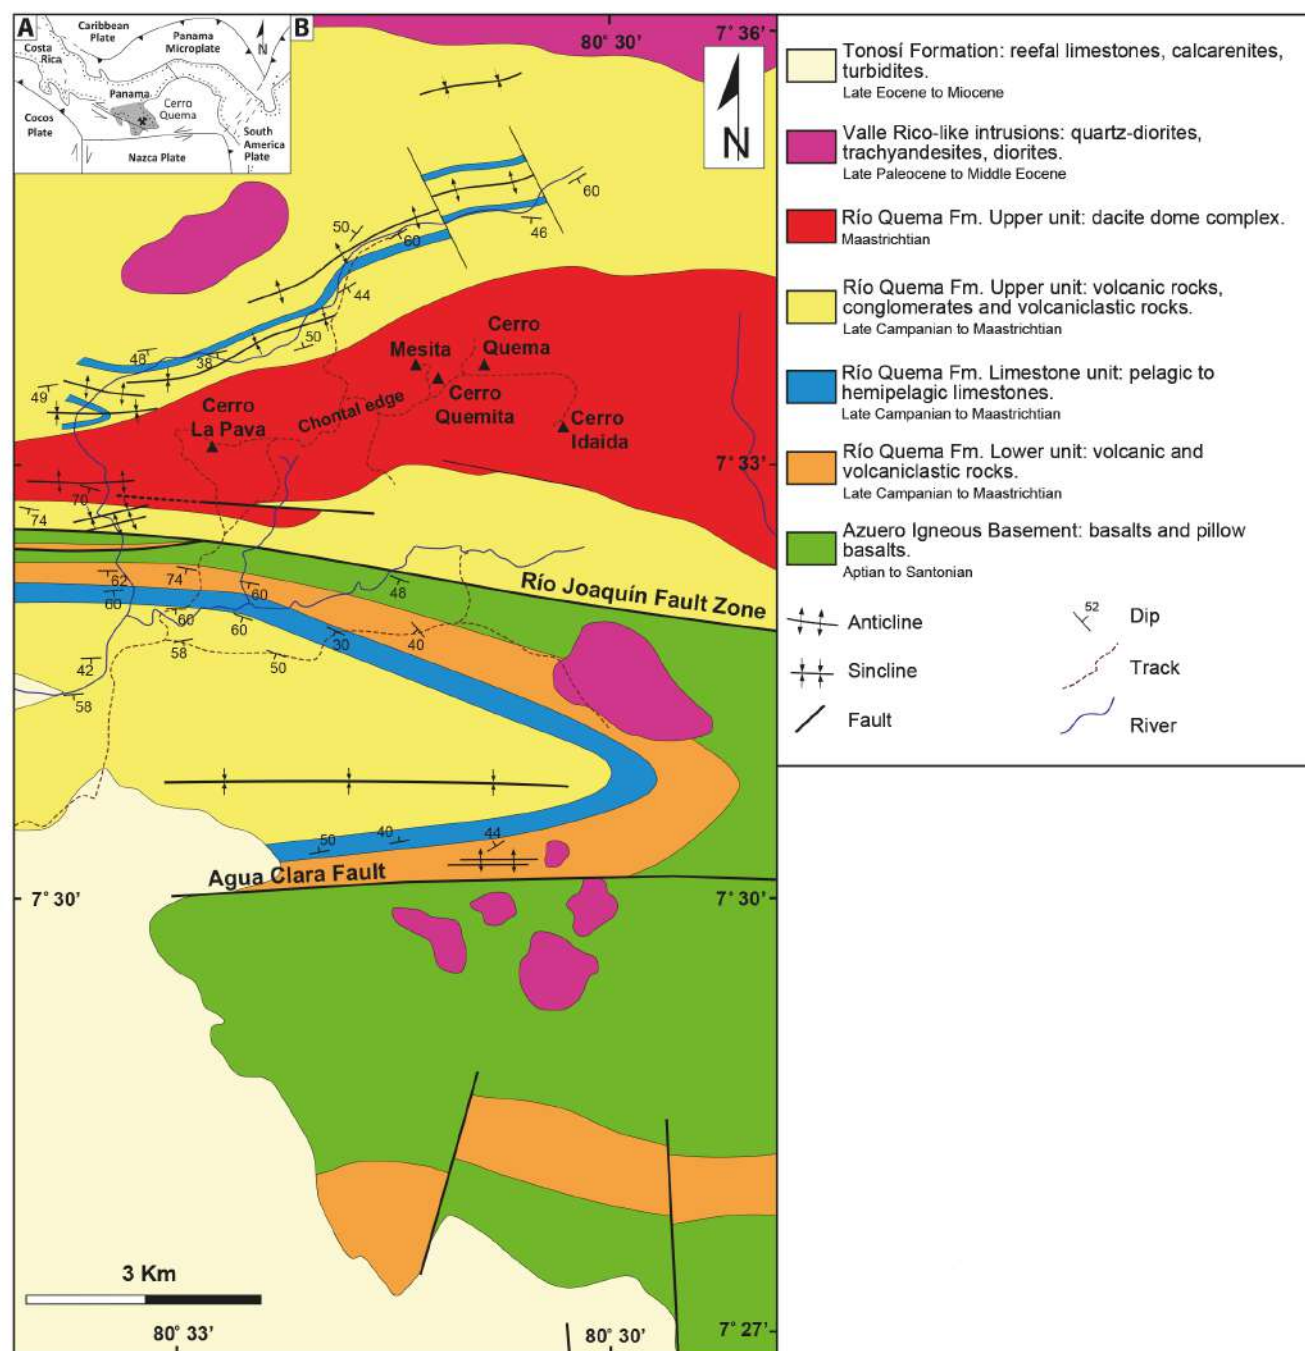 A
Caribbean
Plate
Panama
Microplate
N
Costa
Rica
Panama
Cerro
Quema
Cocos
Plate
South
America
Plate
Nazca Plate
B
80° 30’
7° 36’
N
60
50
60
46
44
50
48
38
49
Mesita
Cerro
Quema
Cerro
Quemita
Cerro
La Pava
Chontal edge
Cerro
Idaida
7° 33’
70
74
Río Joaquín Fault Zone
62
74
60
48
60
60
60
30
40
58
50
42
58
50
40
44
Agua Clara Fault
7° 30’
7° 30’
3 Km
80° 33’
80° 30’
7° 27’
Tonosí Formation: reefal limestones, calcarenites,
turbidites.
Late Eocene to Miocene
Valle Rico-like intrusions: quartz-diorites,
trachyandesites, diorites.
Late Paleocene to Middle Eocene
Río Quema Fm. Upper unit: dacite dome complex.
Maastrichtian
Río Quema Fm. Upper unit: volcanic rocks,
conglomerates and volcaniclastic rocks.
Late Campanian to Maastrichtian
Río Quema Fm. Limestone unit: pelagic to
hemipelagic limestones.
Late Campanian to Maastrichtian
Río Quema Fm. Lower unit: volcanic and
volcaniclastic rocks.
Late Campanian to Maastrichtian
Azuero Igneous Basement: basalts and pillow
basalts.
Aptian to Santonian
Anticline
52
Dip
Sincline
Track
Fault
River